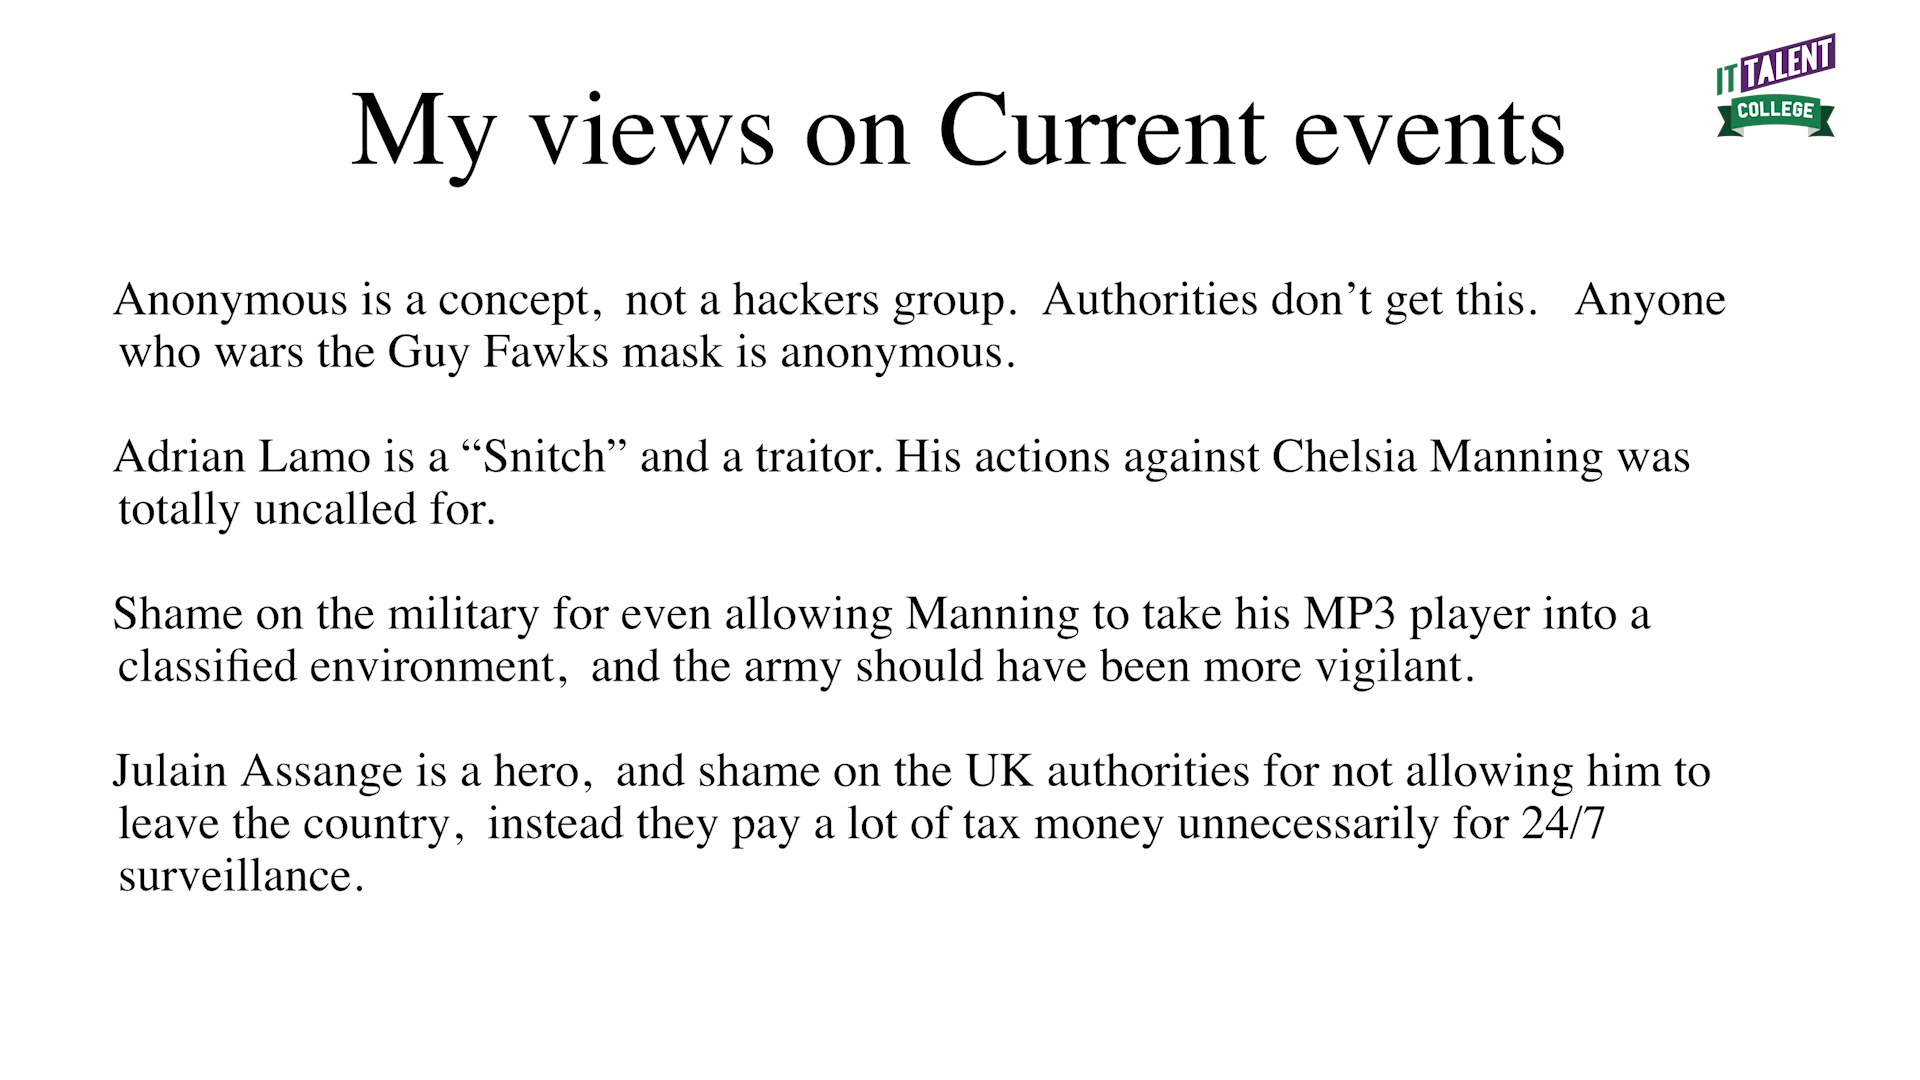 IT TALENT
COLLEGE
My views on Current events
Anonymous is a concept,  not a hackers group.  Authorities don’t get this.   Anyone
who wars the Guy Fawks mask is anonymous.
Adrian Lamo is a “Snitch” and a traitor. His actions against Chelsia Manning was
totally uncalled for.
Shame on the military for even allowing Manning to take his MP3 player into a
classified environment,  and the army should have been more vigilant.
Julain Assange is a hero,  and shame on the UK authorities for not allowing him to
leave the country,  instead they pay a lot of tax money unnecessarily for 24/7
surveillance.